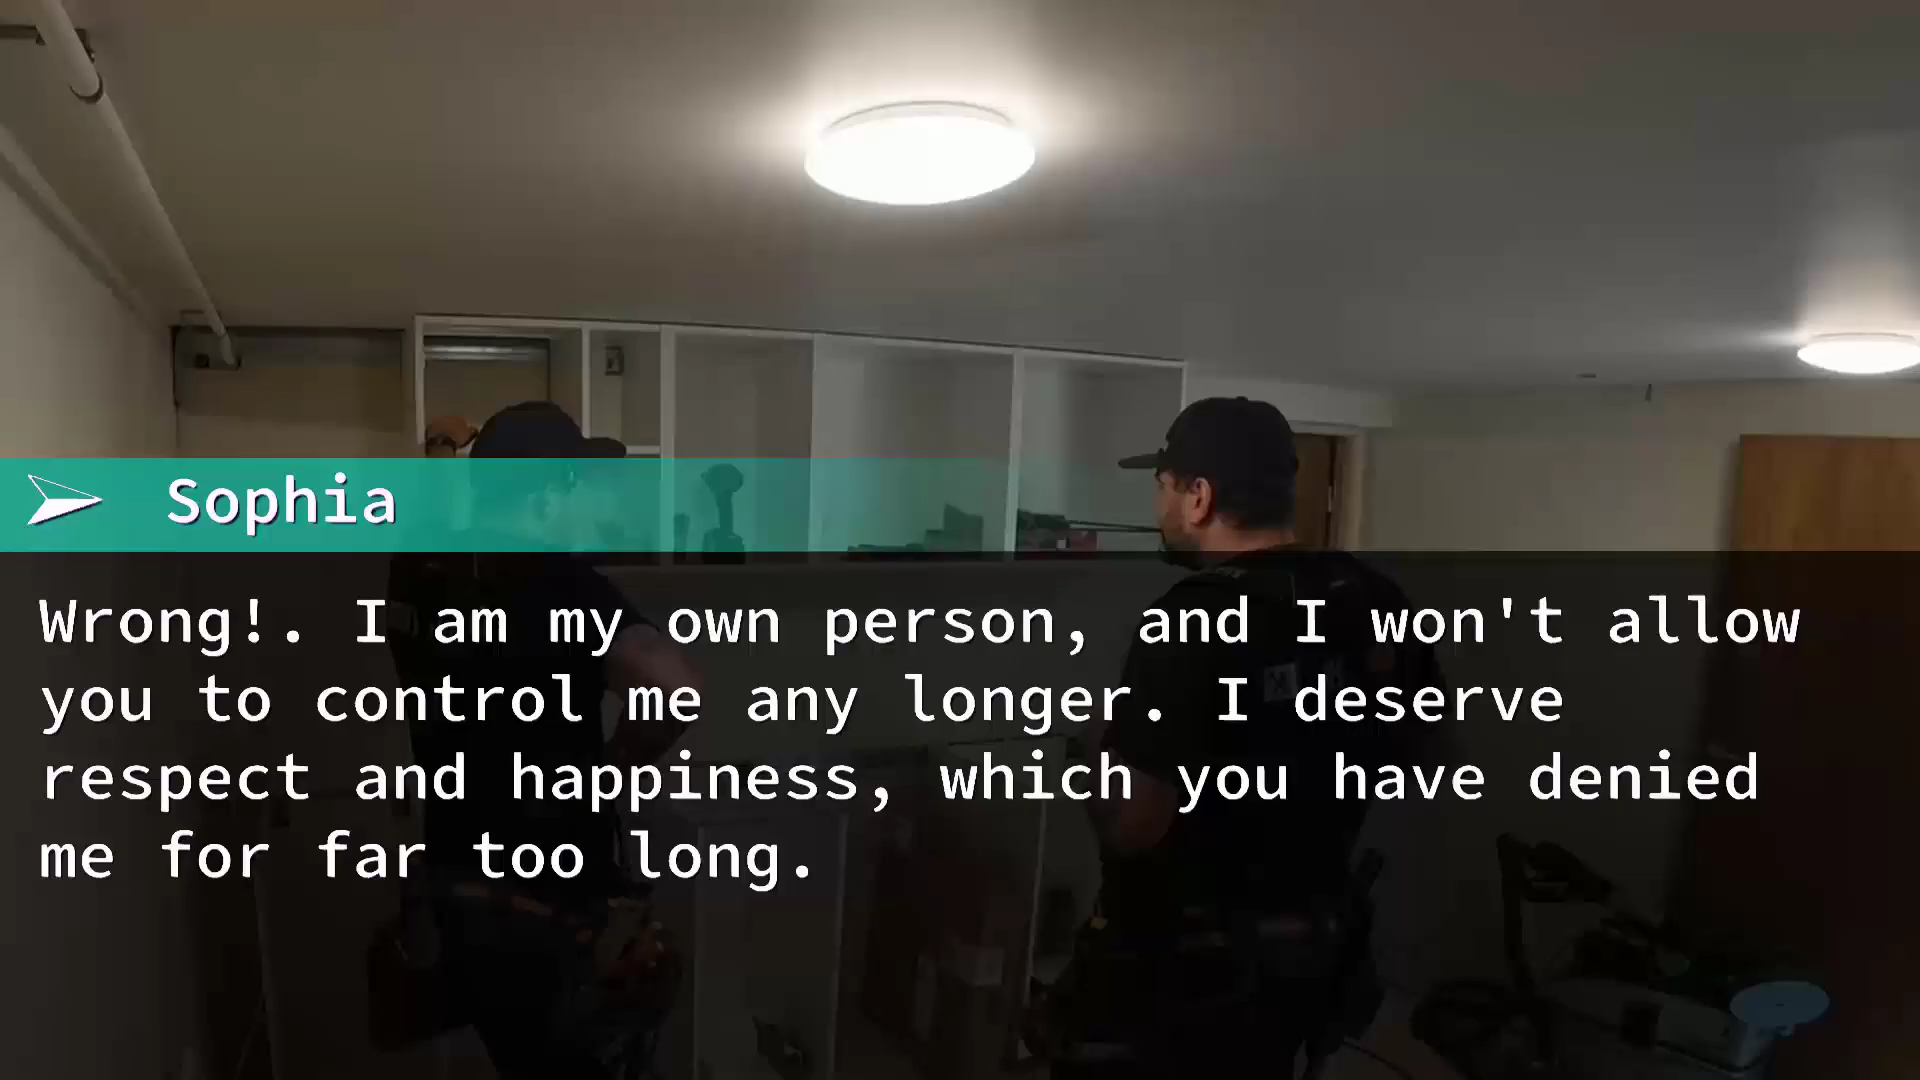 Sophia
Wrong!. I am my own person, and I won't allow
you to control me any longer. I deserve
respect and happiness, which you have denied
me for far too long.